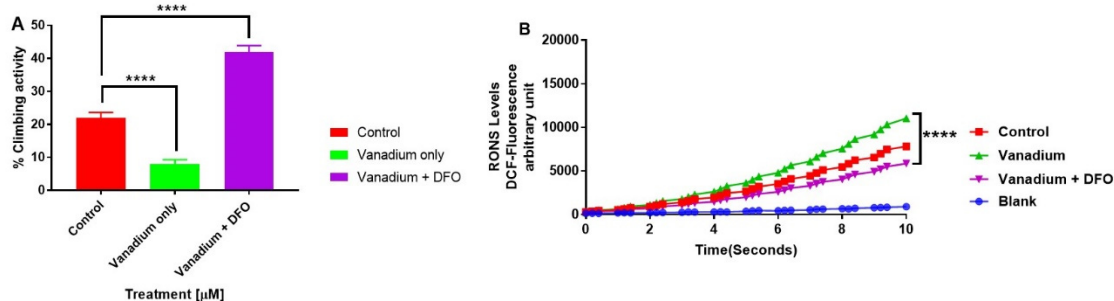 A
****
****
% Climbing activity
50
40
30
20
10
0
Control
Vanadium only
Vanadium + DFO
Treatment [µM]
Control
Vanadium only
Vanadium + DFO
B
RONS Levels
DCF-Fluorescence
arbitrary unit
20000
15000
10000
5000
0
0
2
4
6
8
10
Time(Seconds)
****
Control
Vanadium
Vanadium + DFO
Blank